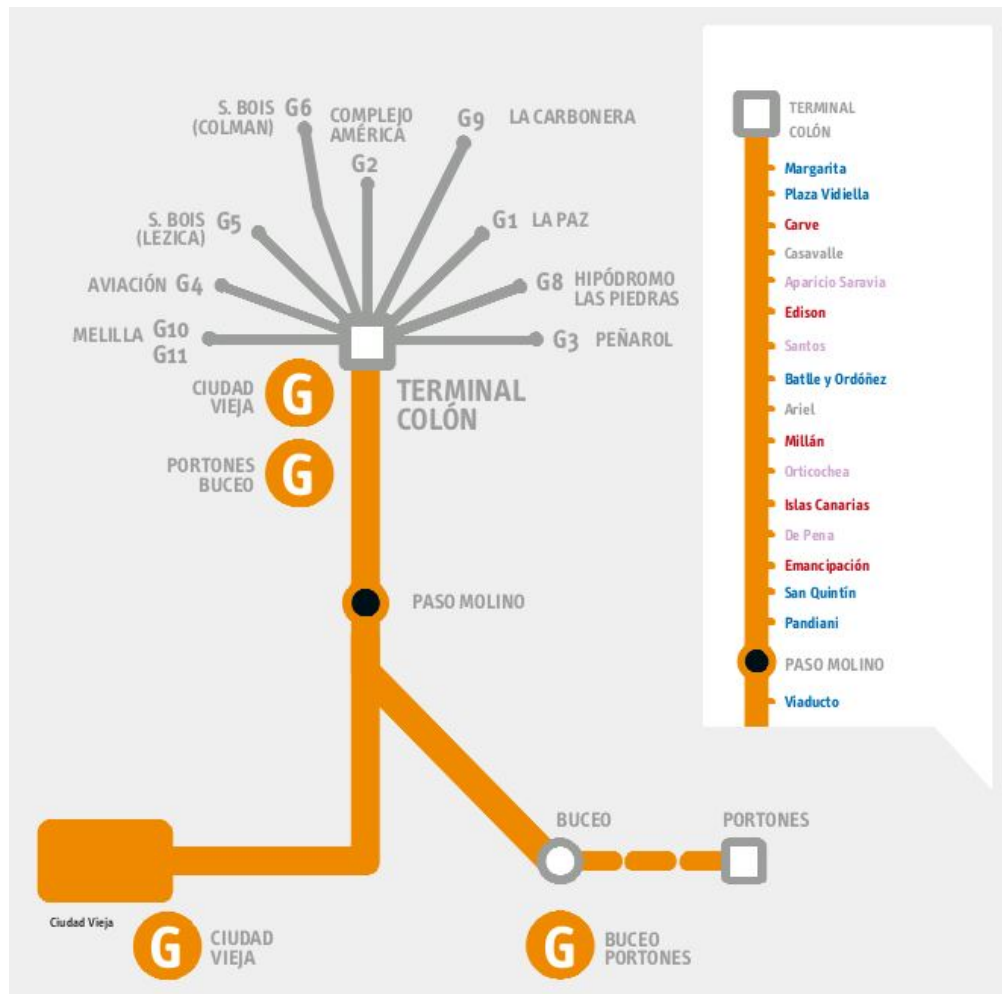 S. BOIS G6
(COLMAN)
COMPLEJO
AMÉRICA
G2
G9 LA CARBONERA
S. BOIS G5
(LEZICA)
G1 LA PAZ
AVIACIÓN G4
G8 HIPÓDROMO
LAS PIEDRAS
MELILLA G10
G11
G3 PEÑAROL
CIUDAD
VIEJA
G
TERMINAL
COLÓN
PORTONES
BUCEO
G
PASO MOLINO
BUCEO
PORTONES
Ciudad Vieja
G
CIUDAD
VIEJA
G
BUCEO
PORTONES
TERMINAL
COLÓN
Margarita
Plaza Vidiella
Carve
Casavalle
Aparicio Saravia
Edison
Santos
Batlle y Ordóñez
Ariel
Millán
Orticochea
Islas Canarias
De Pena
Emancipación
San Quintín
Pandiani
PASO MOLINO
Viaducto